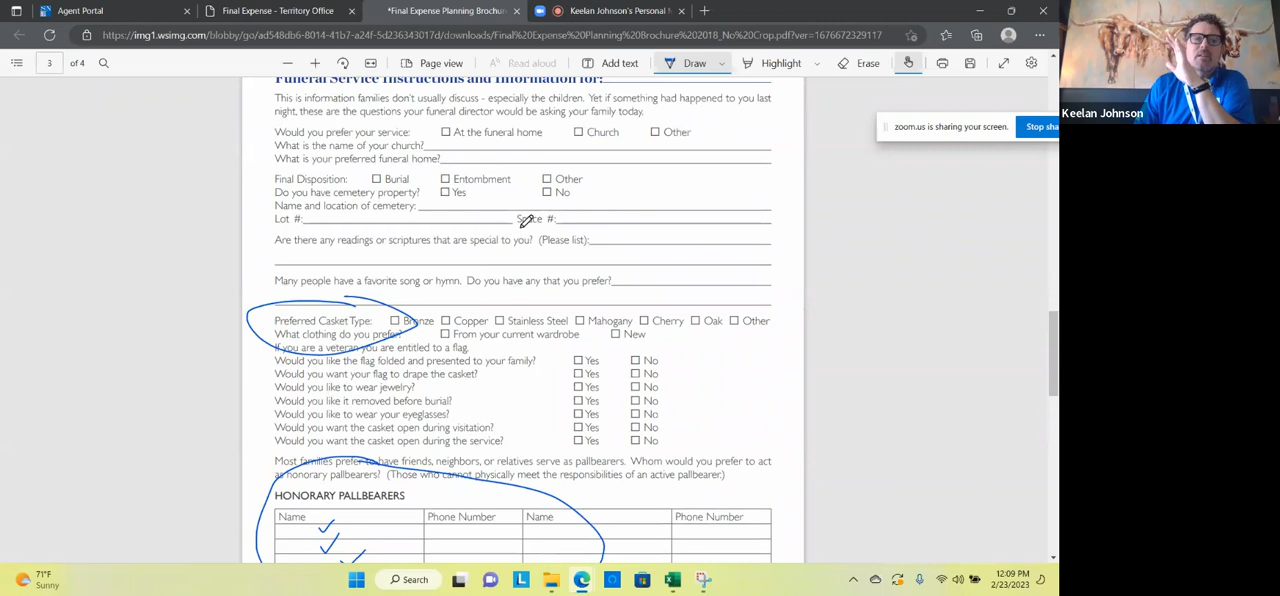 Agent Portal
Final Expense - Territory Office
*Final Expense Planning Brochure
Keelan Johnson's Personal
https://img1.wsimg.com/blobby/go/ad548db6-8014-41b7-a24f-5d236343017d/downloads/Final%20Expense%20Planning%20Brochure%202018_No%20Crop.pdf?ver=1676672329117
3 of 4
Page view
Read aloud
Add text
Draw
Highlight
Erase
Funeral Service Instructions and Information for:
This is information families don't usually discuss - especially the children. Yet if something had happened to you last
night, these are the questions your funeral director would be asking your family today.
Would you prefer your service: At the funeral home Church Other
What is the name of your church?
What is your preferred funeral home?
Final Disposition: Burial Entombment Other
Do you have cemetery property? Yes No
Name and location of cemetery:
Lot #: Space #:
Are there any readings or scriptures that are special to you? (Please list):
Many people have a favorite song or hymn. Do you have any that you prefer?
Preferred Casket Type: Bronze Copper Stainless Steel Mahogany Cherry Oak Other
What clothing do you prefer? From your current wardrobe New
If you are a veteran you are entitled to a flag.
Would you like the flag folded and presented to your family? Yes No
Would you want your flag to drape the casket? Yes No
Would you like to wear jewelry? Yes No
Would you like it removed before burial? Yes No
Would you like to wear your eyeglasses? Yes No
Would you want the casket open during visitation? Yes No
Would you want the casket open during the service? Yes No
Most families prefer to have friends, neighbors, or relatives serve as pallbearers. Whom would you prefer to act
as honorary pallbearers? (Those who cannot physically meet the responsibilities of an active pallbearer.)
HONORARY PALLBEARERS
Name Phone Number Name Phone Number
zoom.us is sharing your screen. Stop sha
Keelan Johnson
71°F
Sunny
Search
12:09 PM
2/23/2023